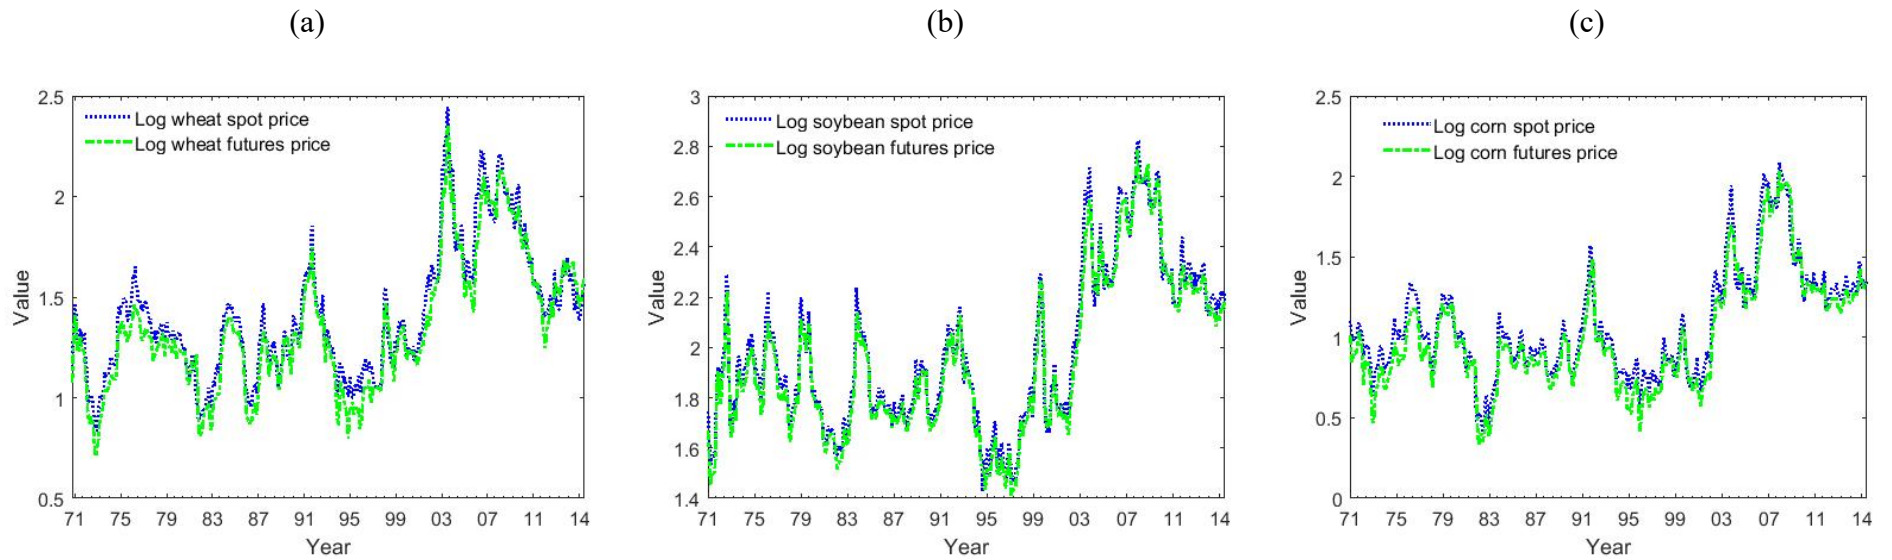 (a)
(b)
(c)
Log wheat spot price
Log wheat futures price
2.5
2
1.5
1
0.5
Value
71 75 79 83 87 91 95 99 03 07 11 14
Year
Log soybean spot price
Log soybean futures price
3
2.8
2.6
2.4
2.2
2
1.8
1.6
1.4
Value
71 75 79 83 87 91 95 99 03 07 11 14
Year
Log corn spot price
Log corn futures price
2.5
2
1.5
1
0.5
0
Value
71 75 79 83 87 91 95 99 03 07 11 14
Year